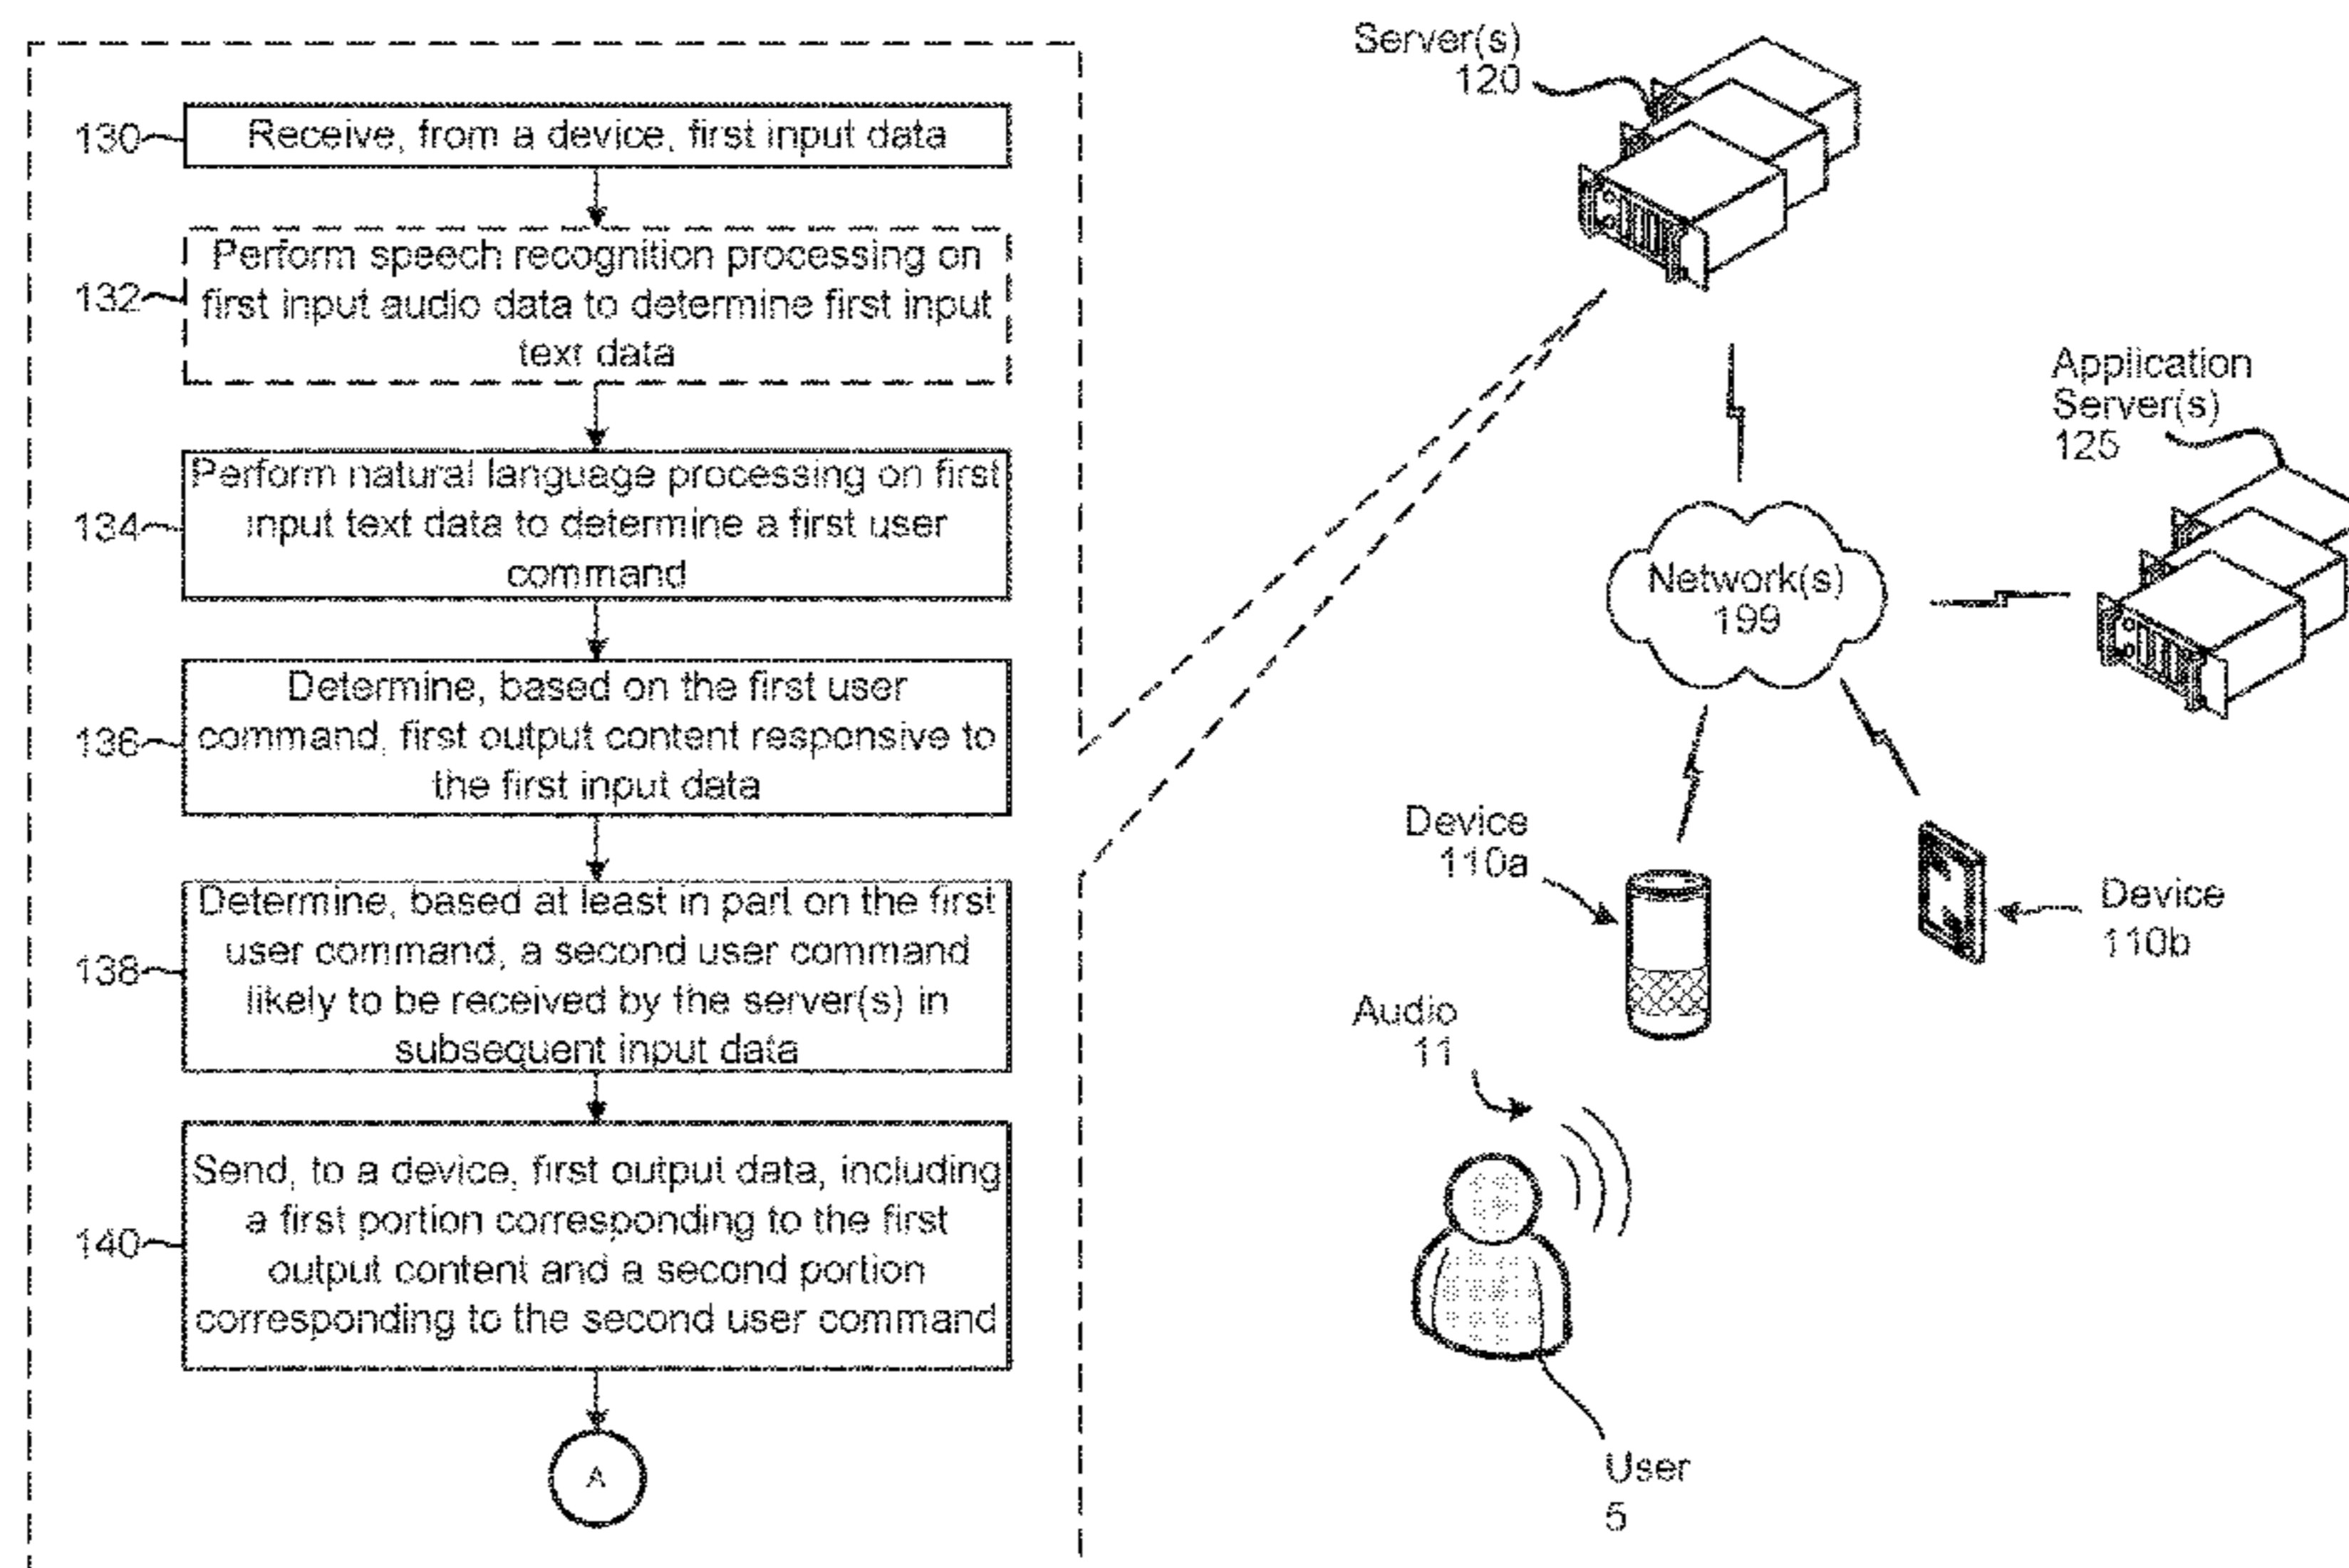 130
Receive, from a device, first input data
132
Perform speech recognition processing on
first input audio data to determine first input
text data
134
Perform natural language processing on first
input text data to determine a first user
command
136
Determine, based on the first user
command, first output content responsive to
the first input data
138
Determine, based at least in part on the first
user command, a second user command
likely to be received by the server(s) in
subsequent input data
140
Send, to a device, first output data, including
a first portion corresponding to the first
output content and a second portion
corresponding to the second user command
A
Server(s)
120
Application
Server(s)
125
Network(s)
199
Device
110a
Device
110b
Audio
11
User
5